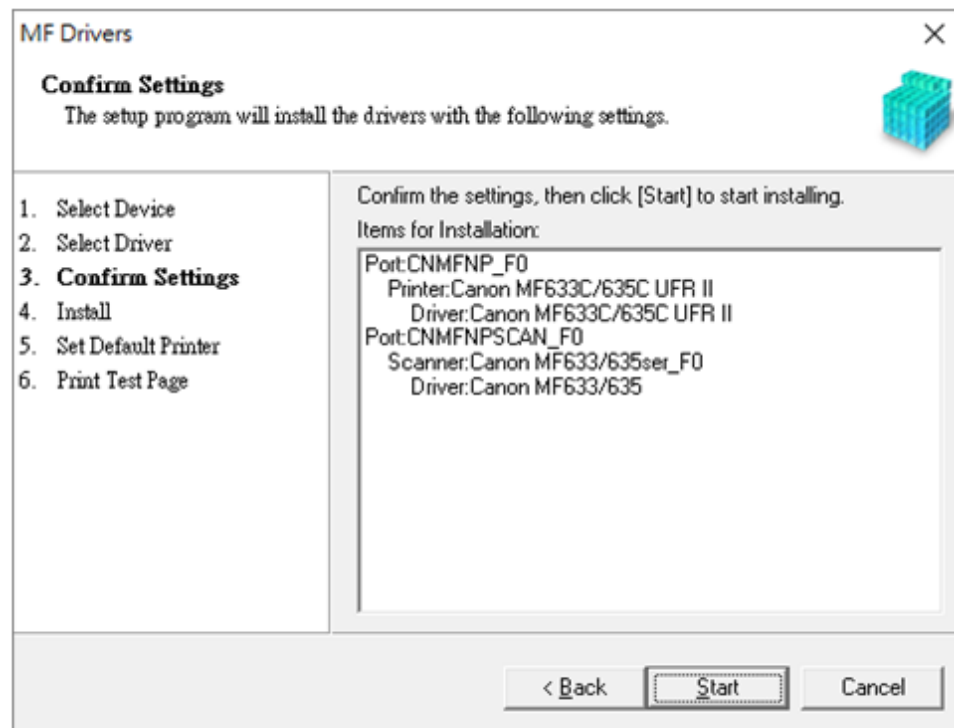 MF Drivers
Confirm Settings
The setup program will install the drivers with the following settings.
1. Select Device
2. Select Driver
3. Confirm Settings
4. Install
5. Set Default Printer
6. Print Test Page
Confirm the settings, then click [Start] to start installing.
Items for Installation:
Port:CNMFNP_F0
Printer:Canon MF633C/635C UFR II
Driver:Canon MF633C/635C UFR II
Port:CNMFNPSCAN_F0
Scanner:Canon MF633/635ser_F0
Driver:Canon MF633/635
< Back
Start
Cancel